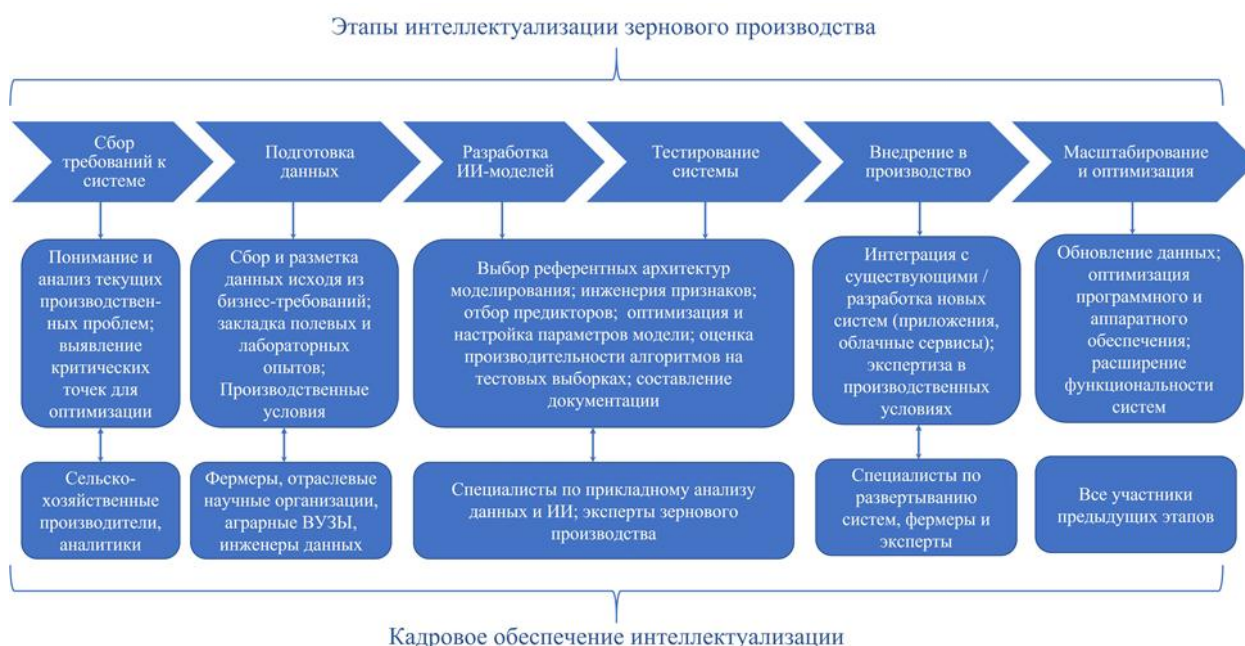 Этапы интеллектуализации зернового производства
Сбор
требований к
системе
Подготовка
данных
Разработка
ИИ-моделей
Тестирование
системы
Внедрение в
производство
Масштабирование
и оптимизация
Понимание и
анализ текущих
производствен-
ных проблем;
выявление
критических
точек для
оптимизации
Сбор и разметка
данных исходя из
бизнес-требований;
закладка полевых и
лабораторных
опытов;
Производственные
условия
Выбор референтных архитектур
моделирования; инженерия признаков;
отбор предикторов; оптимизация и
настройка параметров модели; оценка
производительности алгоритмов на
тестовых выборках; составление
документации
Интеграция с
существующими /
разработка новых
систем (приложения,
облачные сервисы);
экспертиза в
производственных
условиях
Обновление данных;
оптимизация
программного и
аппаратного
обеспечения;
расширение
функциональности
систем
Сельско-
хозяйственные
производители,
аналитики
Фермеры, отраслевые
научные организации,
аграрные ВУЗЫ,
инженеры данных
Специалисты по прикладному анализу
данных и ИИ; эксперты зернового
производства
Специалисты по
развертыванию
систем, фермеры и
эксперты
Все участники
предыдущих этапов
Кадровое обеспечение интеллектуализации